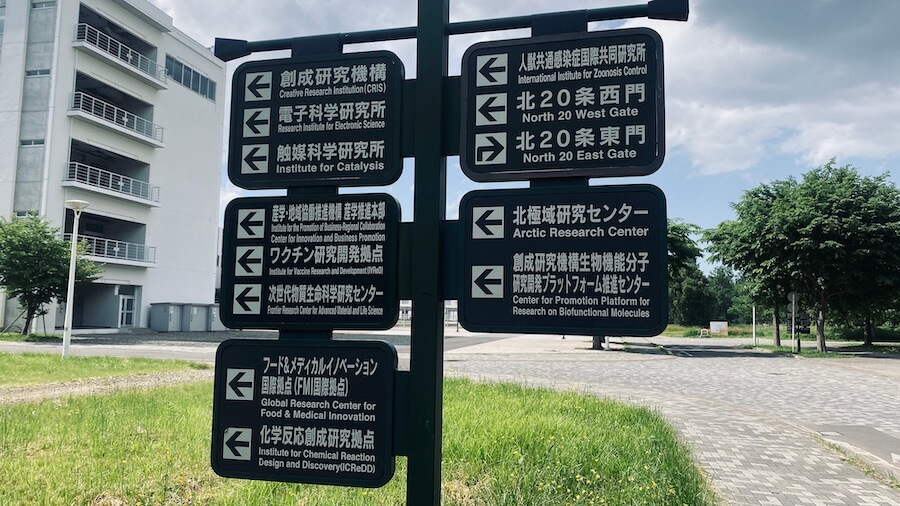 創成研究機構
Creative Research Institution (CRIS)
電子科学研究所
Research Institute for Electronic Science
触媒科学研究所
Institute for Catalysis
産学・地域協働推進機構 産学推進本部
Institute for the Promotion of Business-Regional Collaboration
Center for Innovation and Business Promotion
ワクチン研究開発拠点
Institute for Vaccine Research and Development (IVReD)
次世代物質生命科学研究センター
Frontier Research Center for Advanced Material and Life Science
フード&メディカルイノベーション
国際拠点(FMI国際拠点)
Global Research Center for
Food & Medical Innovation
化学反応創成研究拠点
Institute for Chemical Reaction
Design and Discovery(ICReDD)
人獣共通感染症国際共同研究所
International Institute for Zoonosis Control
北20条西門
North 20 West Gate
北20条東門
North 20 East Gate
北極域研究センター
Arctic Research Center
創成研究機構生物機能分子
研究開発プラットフォーム推進センター
Center for Promotion Platform for
Research on Biofunctional Molecules